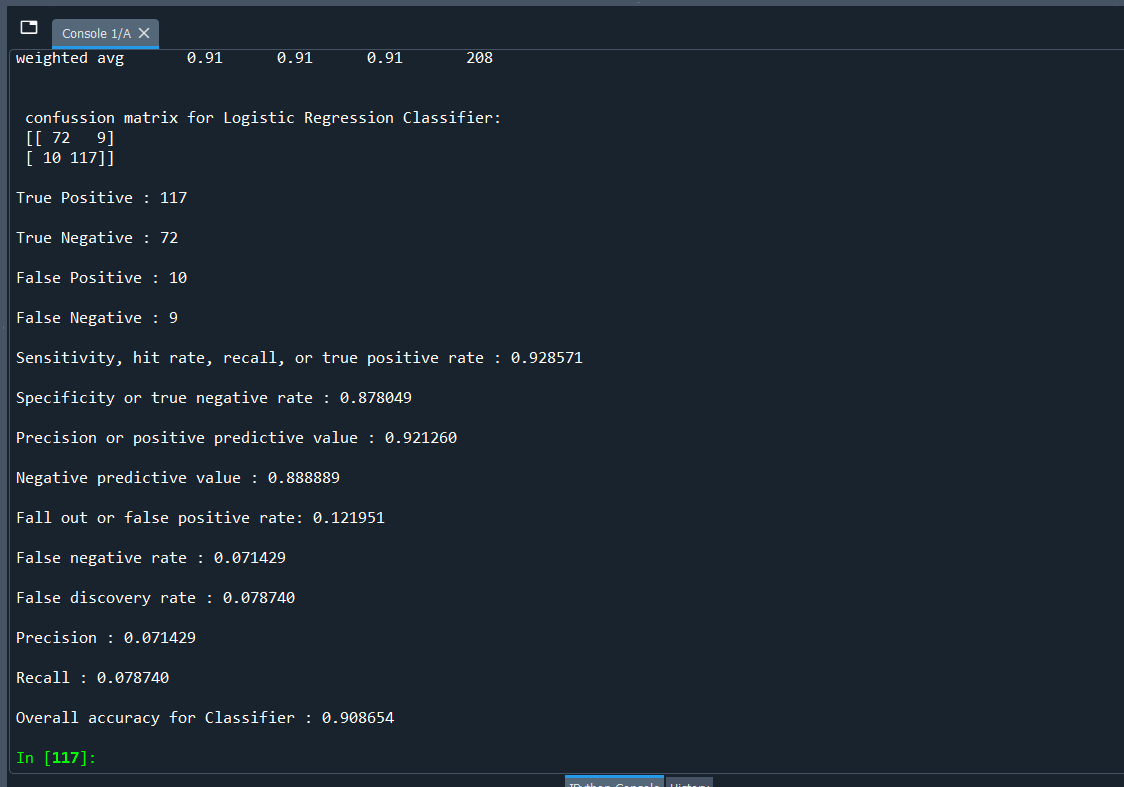 Console 1/A
weighted avg 0.91 0.91 0.91 208
confussion matrix for Logistic Regression Classifier:
[[ 72 9]
[ 10 117]]
True Positive : 117
True Negative : 72
False Positive : 10
False Negative : 9
Sensitivity, hit rate, recall, or true positive rate : 0.928571
Specificity or true negative rate : 0.878049
Precision or positive predictive value : 0.921260
Negative predictive value : 0.888889
Fall out or false positive rate: 0.121951
False negative rate : 0.071429
False discovery rate : 0.078740
Precision : 0.071429
Recall : 0.078740
Overall accuracy for Classifier : 0.908654
In [117]:
IPython Console History